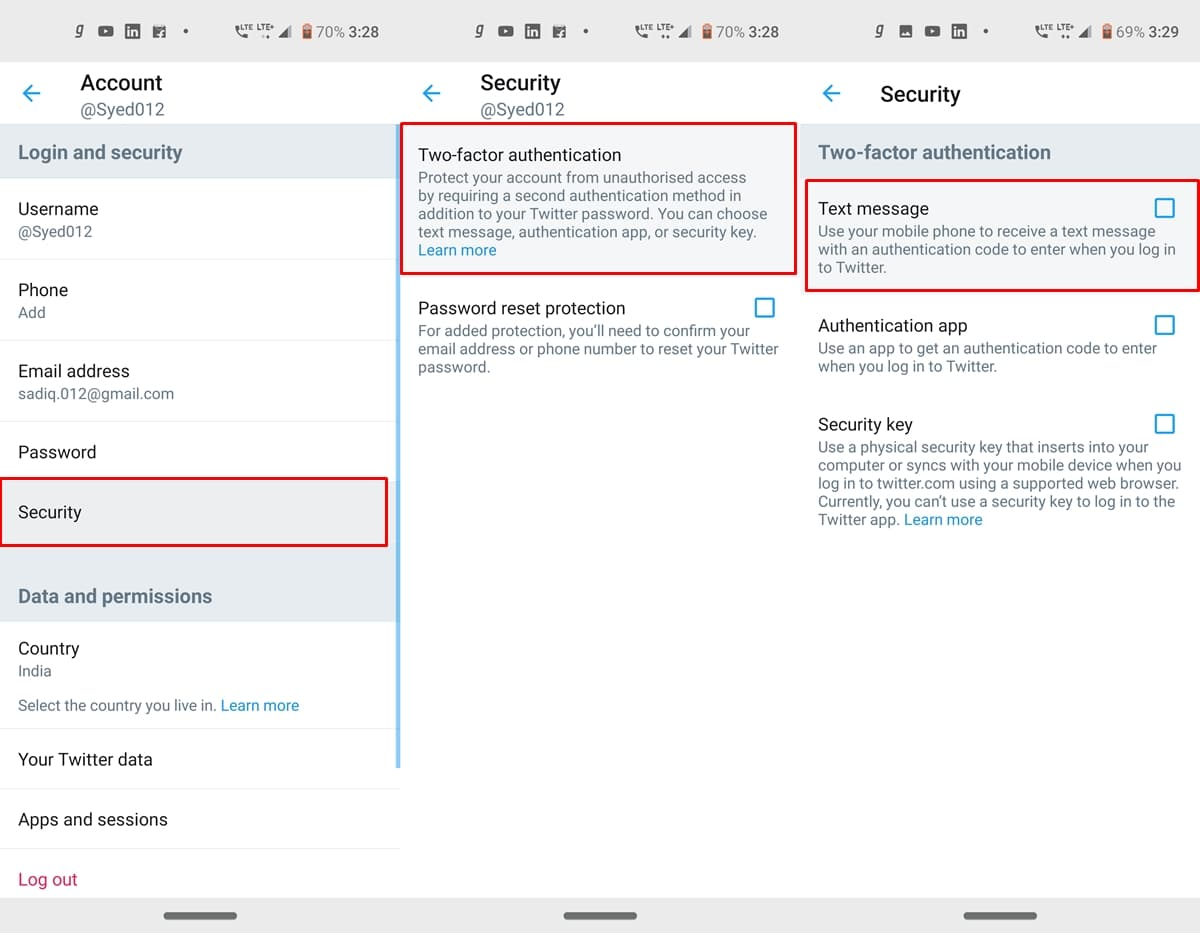 70% 3:28
Account
@Syed012
Login and security
Username
@Syed012
Phone
Add
Email address
sadiq.012@gmail.com
Password
Security
Data and permissions
Country
India
Select the country you live in. Learn more
Your Twitter data
Apps and sessions
Log out
g
LTE LTE+
70% 3:28
Security
@Syed012
Two-factor authentication
Protect your account from unauthorised access
by requiring a second authentication method in
addition to your Twitter password. You can choose
text message, authentication app, or security key.
Learn more
Password reset protection
For added protection, you’ll need to confirm your
email address or phone number to reset your Twitter
password.
g
LTE LTE+
69% 3:29
Security
Two-factor authentication
Text message
Use your mobile phone to receive a text message
with an authentication code to enter when you log in
to Twitter.
Authentication app
Use an app to get an authentication code to enter
when you log in to Twitter.
Security key
Use a physical security key that inserts into your
computer or syncs with your mobile device when you
log in to twitter.com using a supported web browser.
Currently, you can’t use a security key to log in to the
Twitter app. Learn more